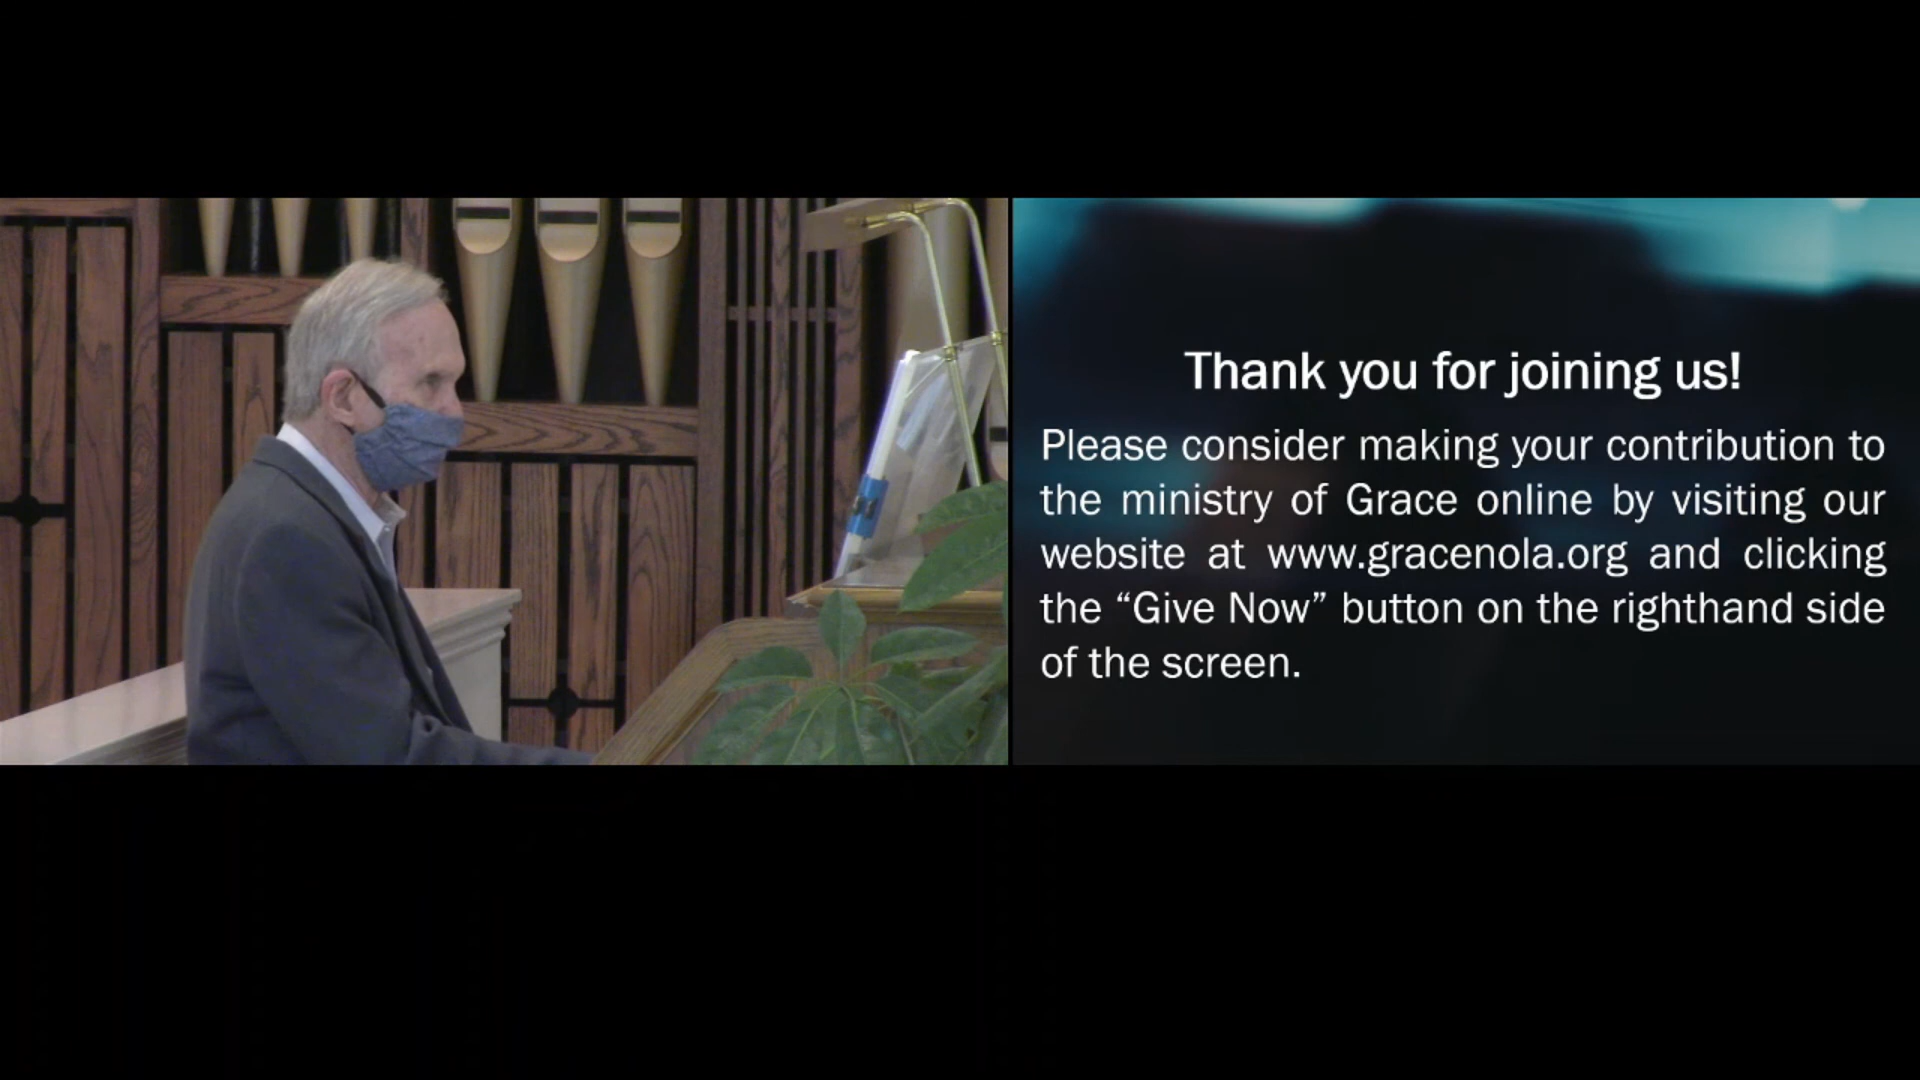 Thank you for joining us!
Please consider making your contribution to
the ministry of Grace online by visiting our
website at www.gracenola.org and clicking
the “Give Now” button on the righthand side
of the screen.